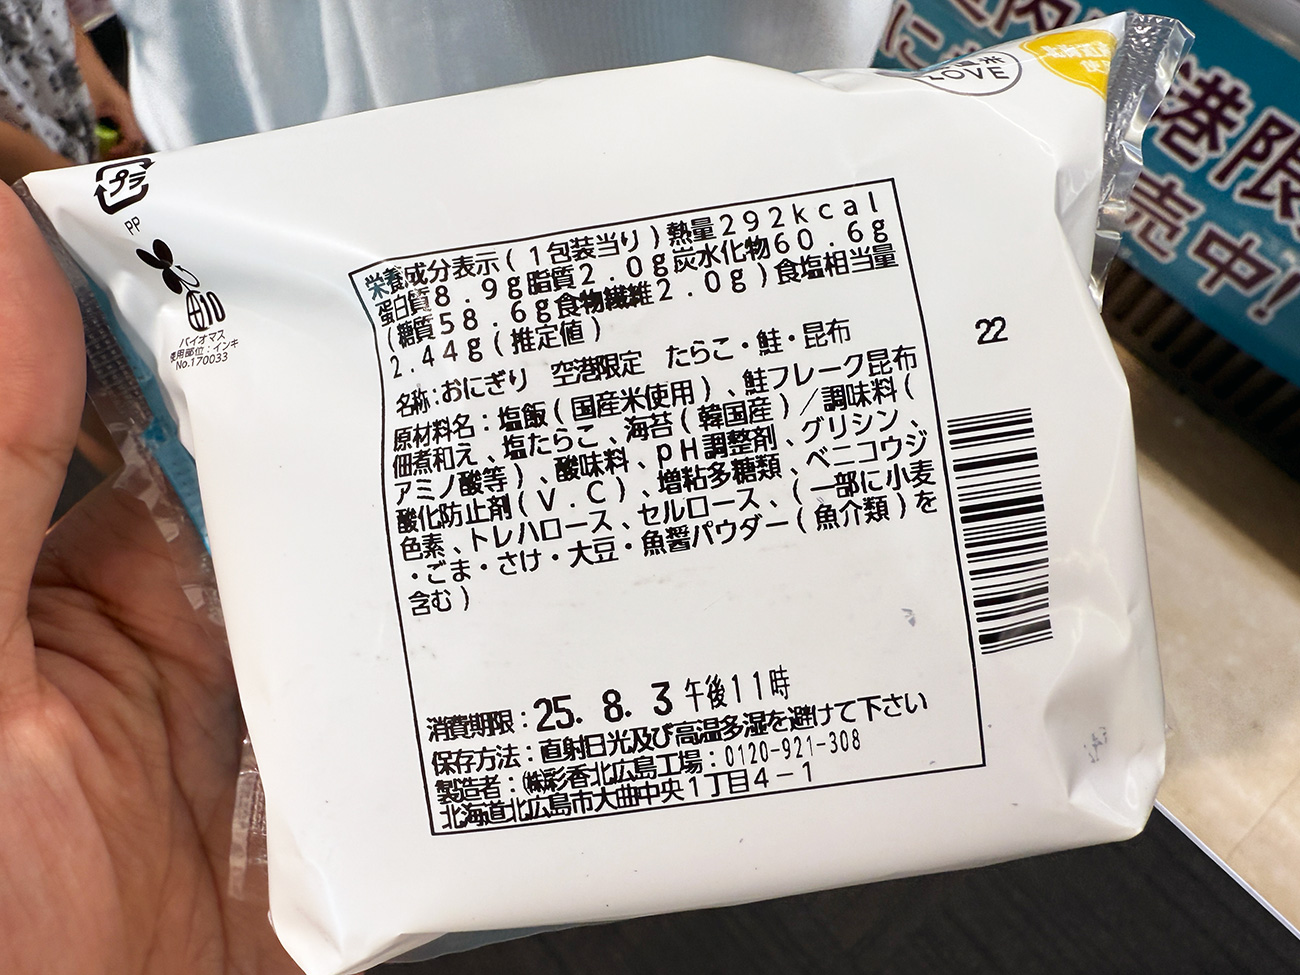 LOVE
プラ
PP
10
バイオマス
使用部位：インキ
No.170033
栄養成分表示(1包装当り)熱量292kcal
蛋白質8.9g脂質2.0g炭水化物60.6g
(糖質58.6g食物繊維2.0g)食塩相当量
2.44g(推定値)
名称:おにぎり 空港限定 たらこ・鮭・昆布
原材料名：塩飯(国産米使用)、鮭フレーク昆布
佃煮和え、塩たらこ、海苔(韓国産)/調味料(
アミノ酸等)、酸味料、pH調整剤、グリシン、
酸化防止剤(V.C)、増粘多糖類、ベニコウジ
色素、トレハロース、セルロース、(一部に小麦
・ごま・さけ・大豆・魚醤パウダー(魚介類)を
含む)
消費期限：25. 8. 3 午後11時
保存方法：直射日光及び高温多湿を避けて下さい
製造者：㈱彩香北広島工場：0120-921-308
北海道北広島市大曲中央1丁目4-1
22
港限
売中!